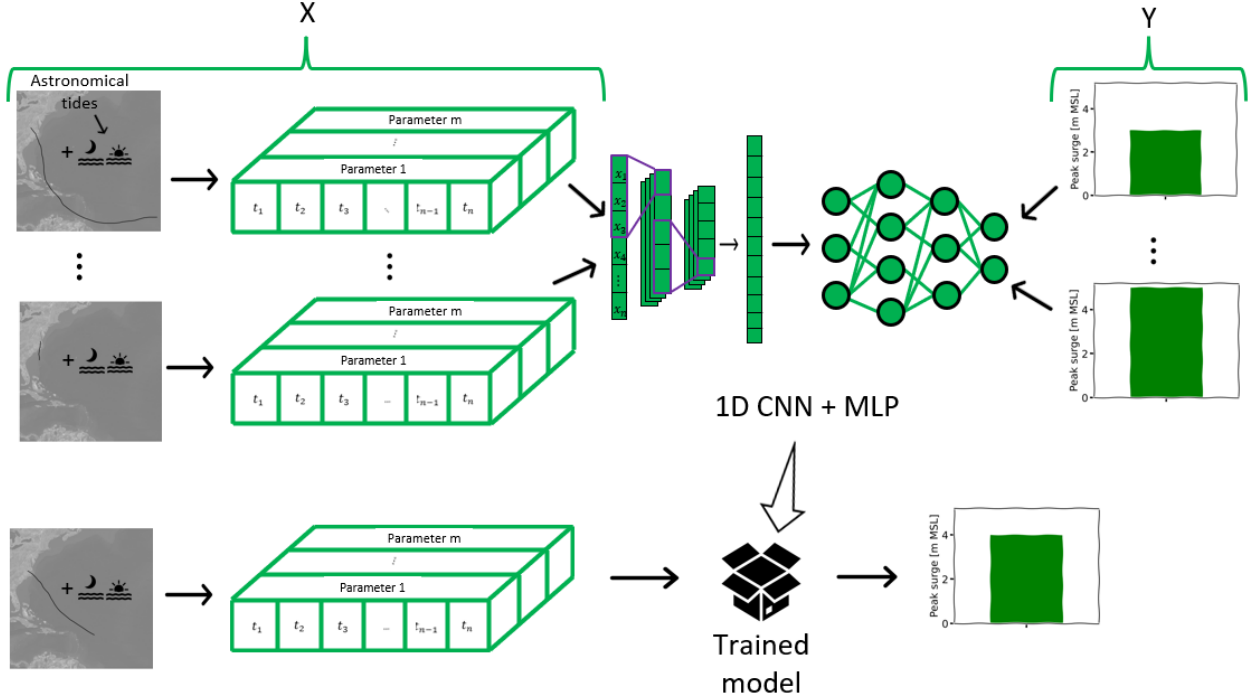 X
Y
Astronomical
tides
+
Parameter m
⋮
Parameter 1
t₁ t₂ t₃ ... tₙ₋₁ tₙ
x₁
x₂
x₃
x₄
⋮
xₙ
Peak surge [m MSL]
4
2
0
⋮
⋮
⋮
+
Parameter m
⋮
Parameter 1
t₁ t₂ t₃ ... tₙ₋₁ tₙ
Peak surge [m MSL]
4
2
0
1D CNN + MLP
+
Parameter m
⋮
Parameter 1
t₁ t₂ t₃ ... tₙ₋₁ tₙ
Trained
model
Peak surge [m MSL]
4
2
0